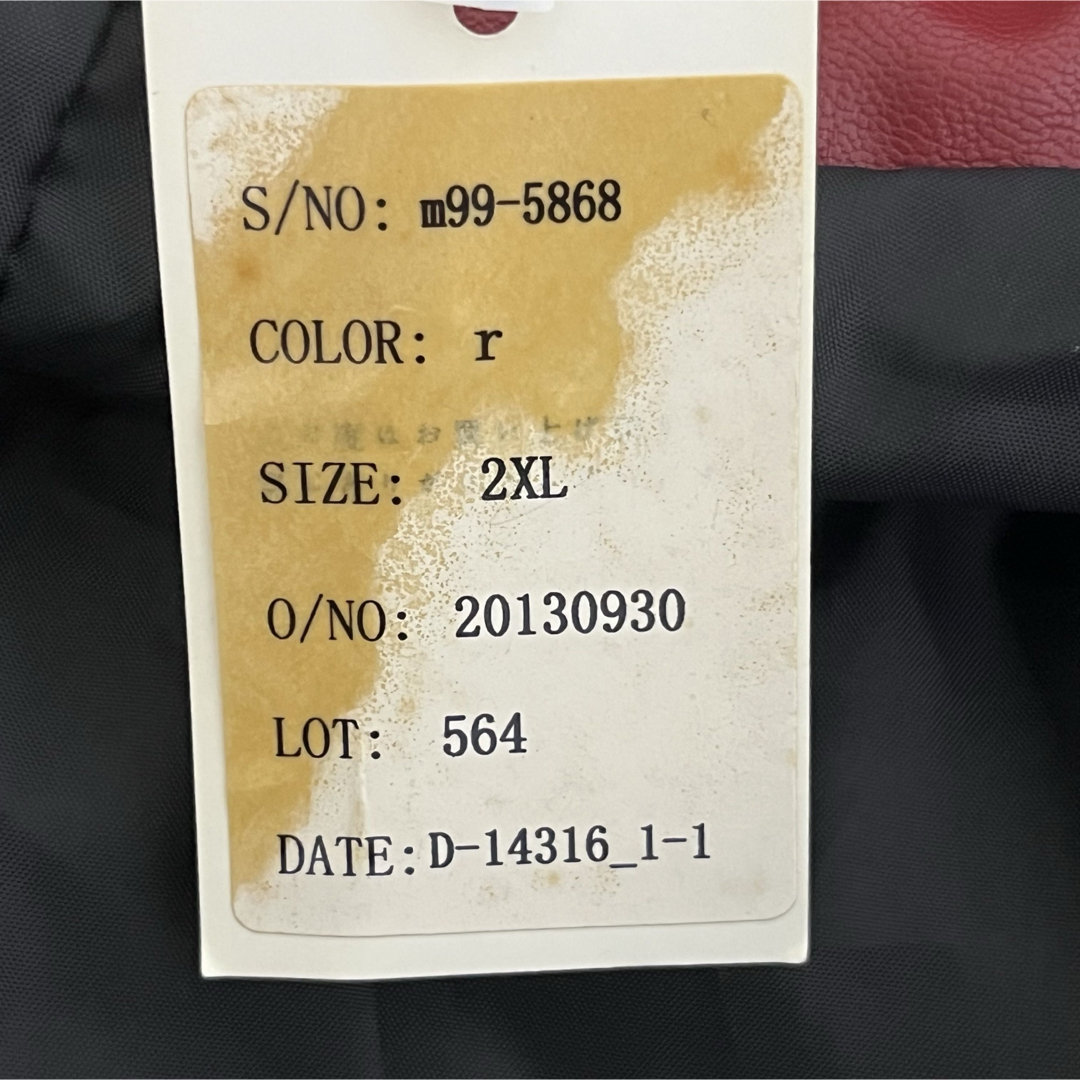 S/NO: m99-5868
COLOR: r
SIZE: 2XL
O/NO: 20130930
LOT: 564
DATE: D-14316_1-1